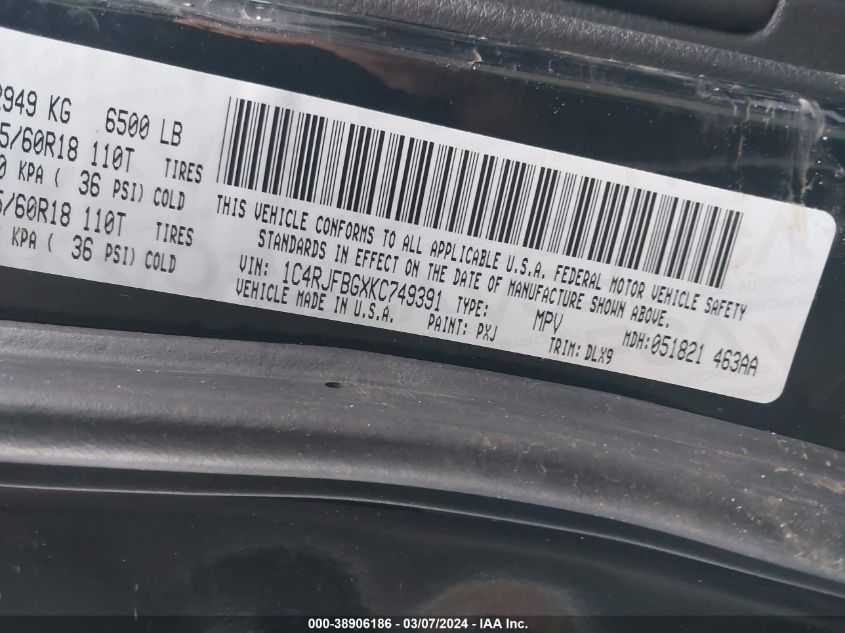 2949 KG 6500 LB
5/60R18 110T TIRES
0 KPA ( 36 PSI) COLD
5/60R18 110T TIRES
KPA ( 36 PSI) COLD
THIS VEHICLE CONFORMS TO ALL APPLICABLE U.S.A. FEDERAL MOTOR VEHICLE SAFETY
STANDARDS IN EFFECT ON THE DATE OF MANUFACTURE SHOWN ABOVE.
VIN: 1C4RJFBGXKC749391 TYPE: MPV MDH:051821 463AA
VEHICLE MADE IN U.S.A. PAINT: PXJ TRIM: DLX9
000-38906186 - 03/07/2024 - IAA Inc.